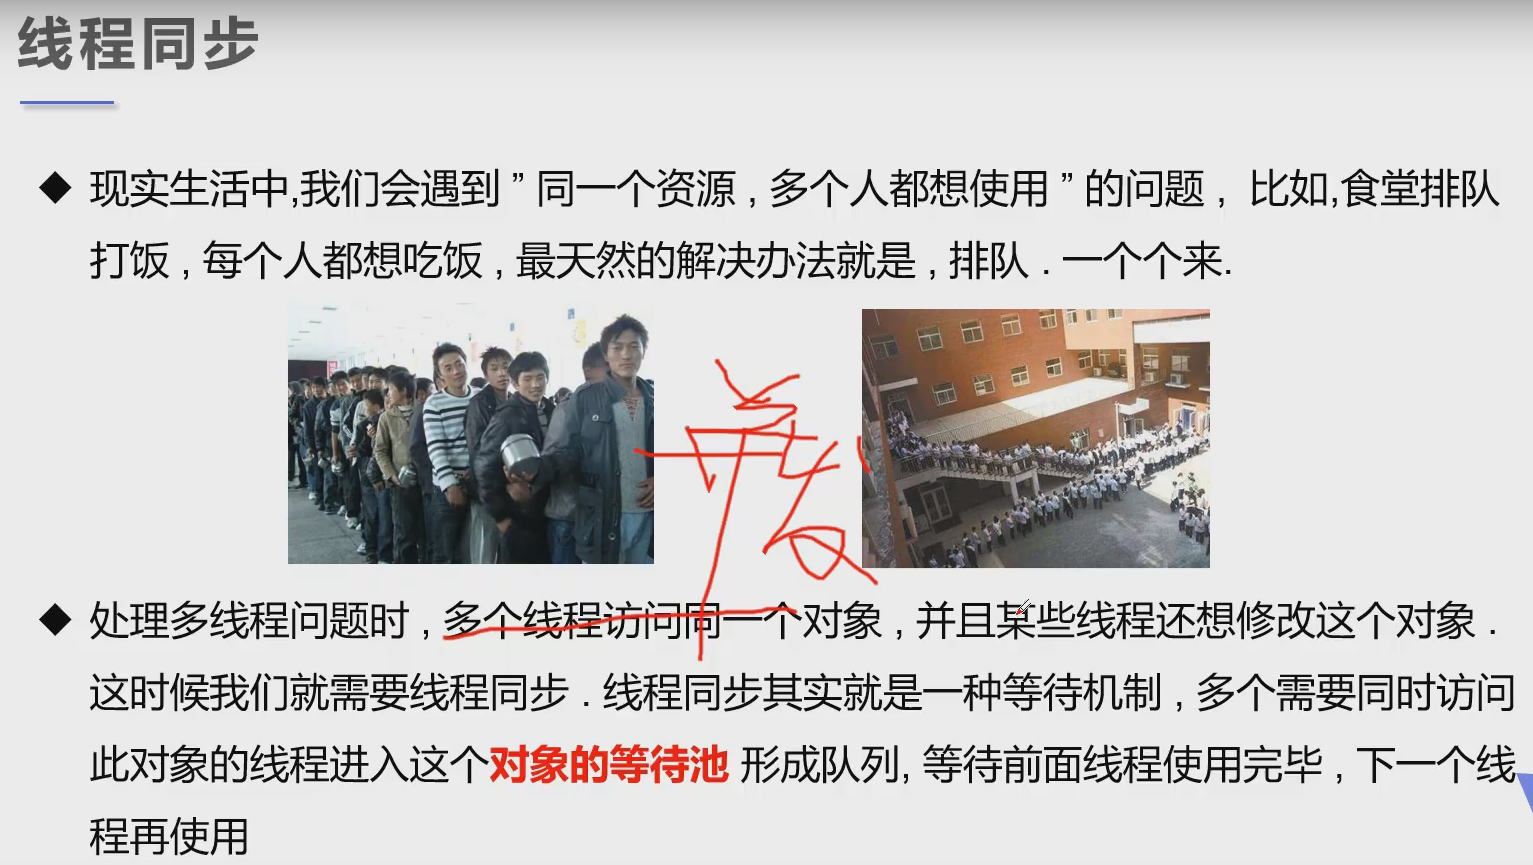 线程同步
现实生活中,我们会遇到 ” 同一个资源 , 多个人都想使用 ” 的问题 , 比如,食堂排队
打饭 , 每个人都想吃饭 , 最天然的解决办法就是 , 排队 . 一个个来.
处理多线程问题时 , 多个线程访问同一个对象 , 并且某些线程还想修改这个对象 .
这时候我们就需要线程同步 . 线程同步其实就是一种等待机制 , 多个需要同时访问
此对象的线程进入这个对象的等待池 形成队列, 等待前面线程使用完毕 , 下一个线
程再使用